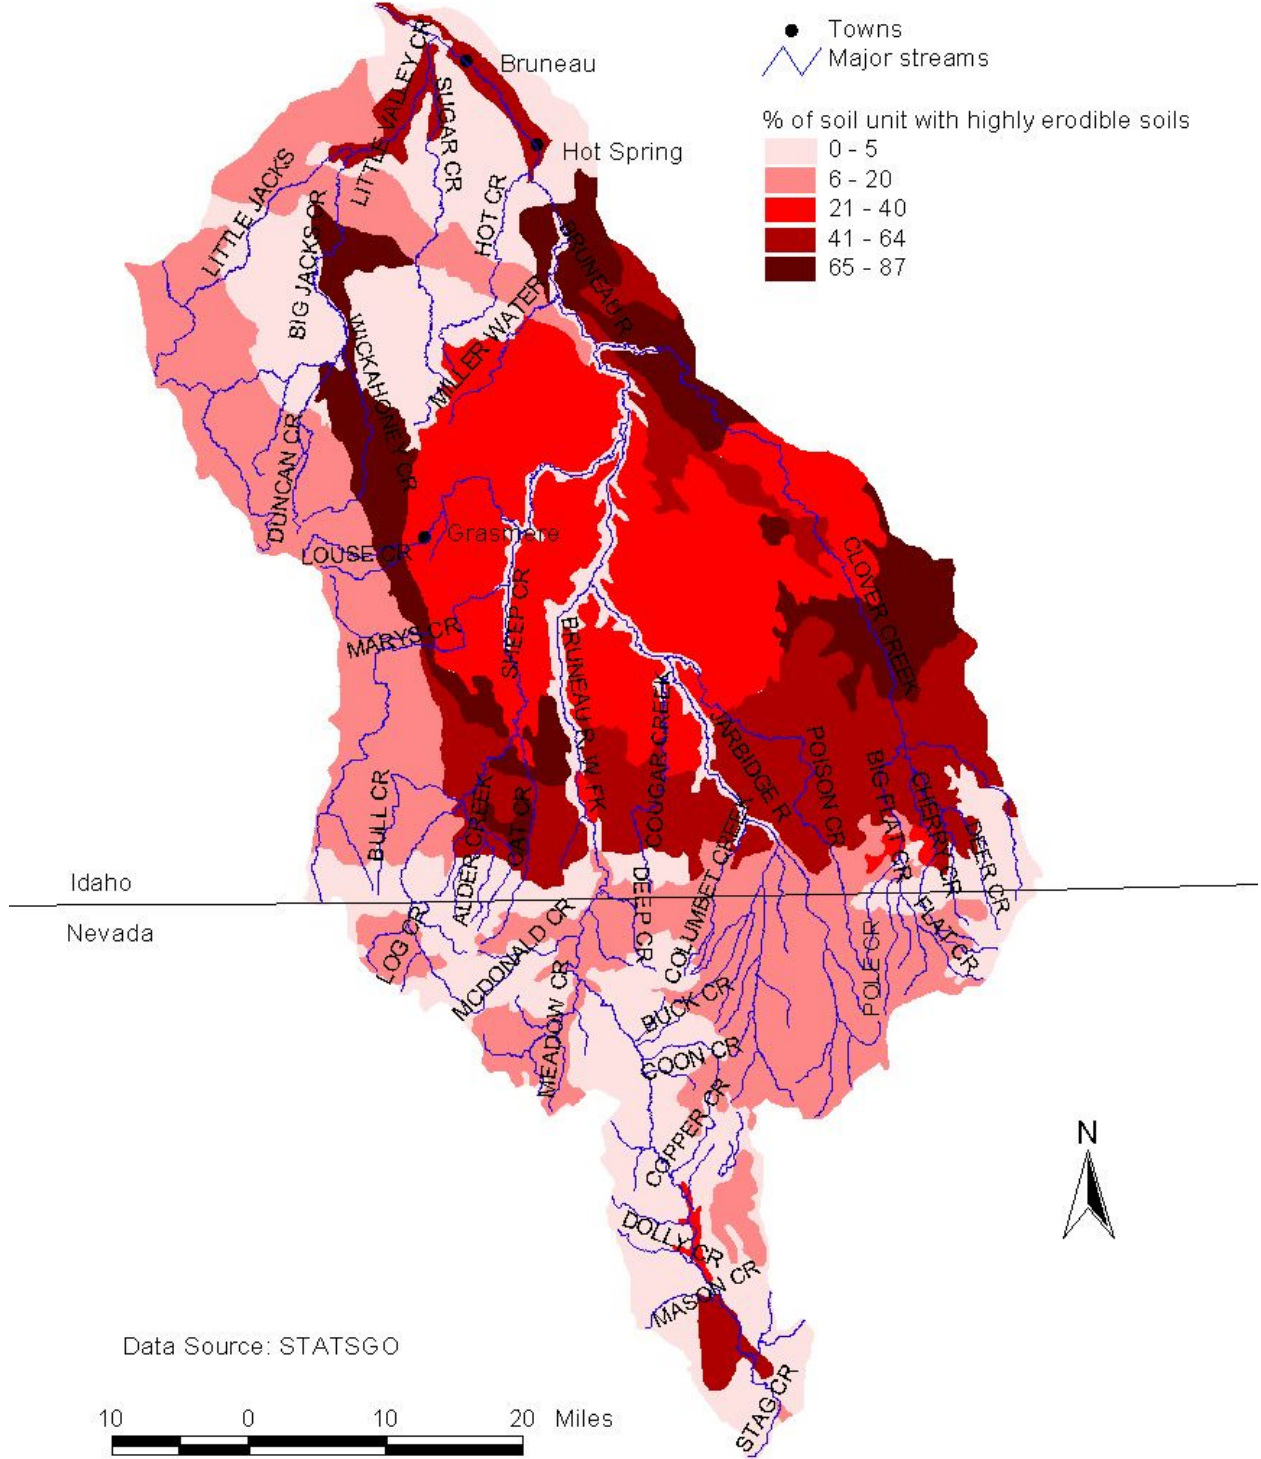 Towns
Major streams
% of soil unit with highly erodible soils
0 - 5
6 - 20
21 - 40
41 - 64
65 - 87
Bruneau
Hot Spring
LITTLE VALLEY CR
SUGAR CR
LITTLE JACKS
BIG JACKS CR
HOT CR
BRUNEAU R
MILLER WATER
WICKAHONEY CR
DUNCAN CR
Grasmere
LOUSE CR
CLOVER CREEK
SHEEP CR
MARYS CR
BRUNEAU R. W FK
COUGAR CREEK
JARBIDGE R
POISON CR
BIG FLAT CR
CHERRY CR
DEER CR
BULL CR
ALDER CREEK
CAT CR
COLUMBET CREEK
DEEP CR
Idaho
Nevada
LOG CR
MCDONALD CR
FLAT CR
POLE CR
MEADOW CR
BUCK CR
COON CR
COPPER CR
N
DOLLY CR
MASON CR
STAG CR
Data Source: STATSGO
10 0 10 20 Miles